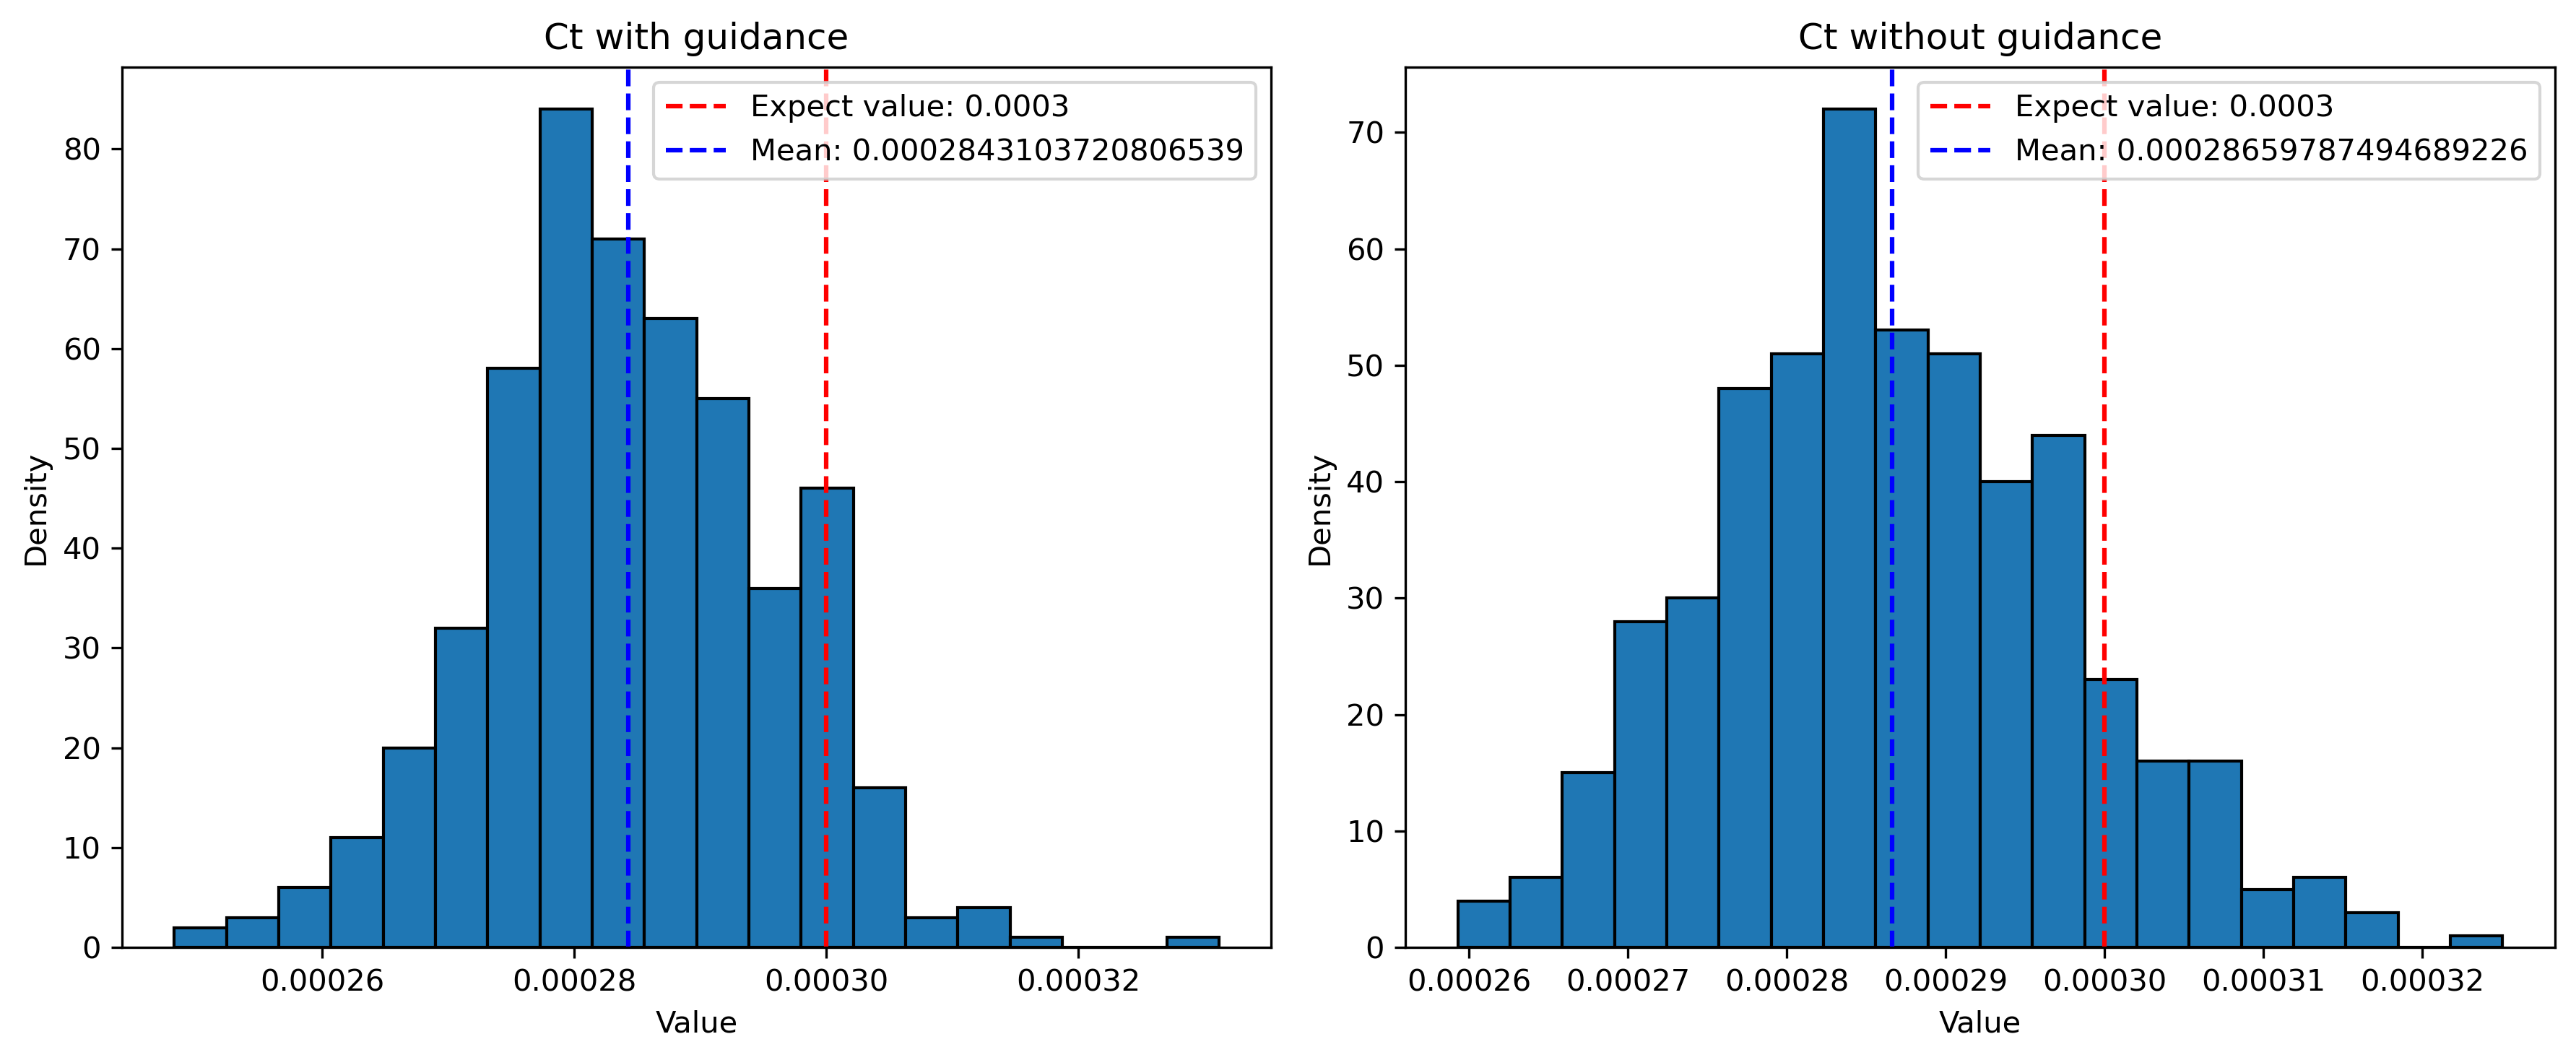 Ct with guidance
Expect value: 0.0003
Mean: 0.0002843103720806539
Density
80
70
60
50
40
30
20
10
0
0.00026 0.00028 0.00030 0.00032
Value
Ct without guidance
Expect value: 0.0003
Mean: 0.00028659787494689226
Density
70
60
50
40
30
20
10
0
0.00026 0.00027 0.00028 0.00029 0.00030 0.00031 0.00032
Value